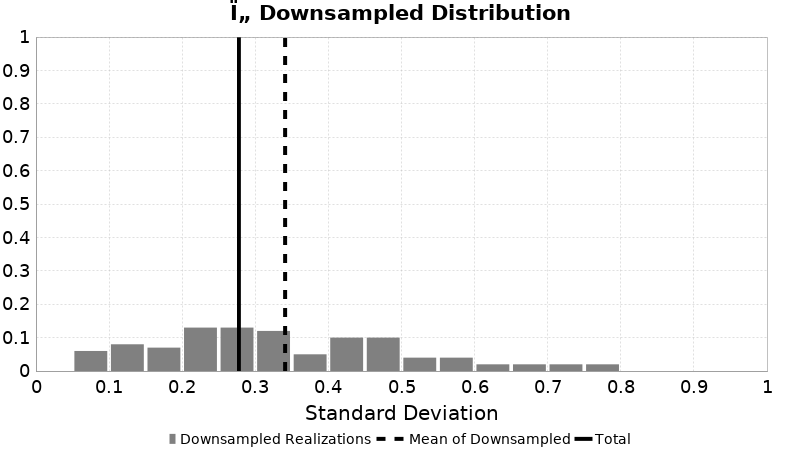 Ï„ Downsampled Distribution
1
0.9
0.8
0.7
0.6
0.5
0.4
0.3
0.2
0.1
0
0 0.1 0.2 0.3 0.4 0.5 0.6 0.7 0.8 0.9 1
Standard Deviation
Downsampled Realizations Mean of Downsampled Total